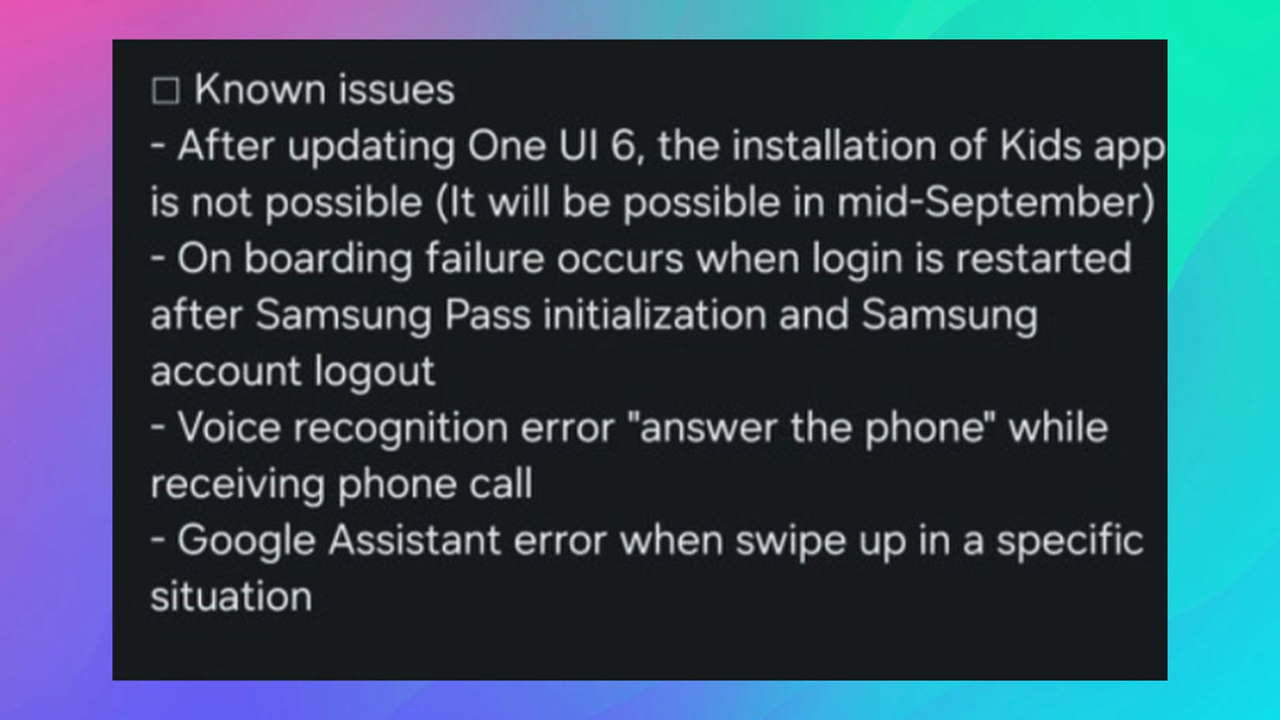 □ Known issues
- After updating One UI 6, the installation of Kids app
is not possible (It will be possible in mid-September)
- On boarding failure occurs when login is restarted
after Samsung Pass initialization and Samsung
account logout
- Voice recognition error "answer the phone" while
receiving phone call
- Google Assistant error when swipe up in a specific
situation